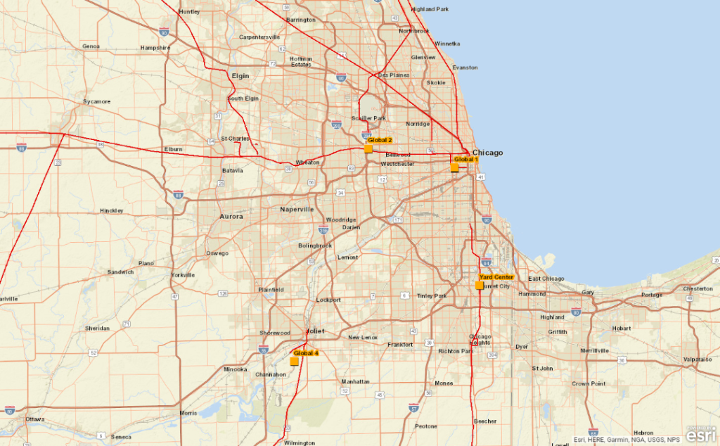 Huntley
Highland Park
Barrington
Carpentersville
Northbrook
Winnetka
Genoa
Hampshire
Hoffman
Estates
Glenview
Des Plaines
Evanston
Elgin
Skokie
Sycamore
South Elgin
Schiller Park
Norridge
St Charles
Global 2
Chicago
Elburn
Bellwood
Westchester
Global 1
Wheaton
Batavia
Hinckley
Aurora
Naperville
Woodridge
Darien
Bolingbrook
Oswego
Lemont
Plano
Sandwich
Yorkville
Yard Center
East Chicago
Plainfield
Tinley Park
Hammond
Gary
Portage
Chesterton
Lockport
Highland
Sheridan
Shorewood
Joliet
New Lenox
Frankfort
Chicago
Heights
Griffith
Hobart
Richton Park
Dyer
Merrillville
Valparaiso
Global 4
Minooka
Channahon
St John
Manhattan
Monee
Crown Point
Morris
Ottawa
Peotone
Beecher
Seneca
Wilmington
Hebron
Kouts
esri
Esri, HERE, Garmin, NGA, USGS, NPS